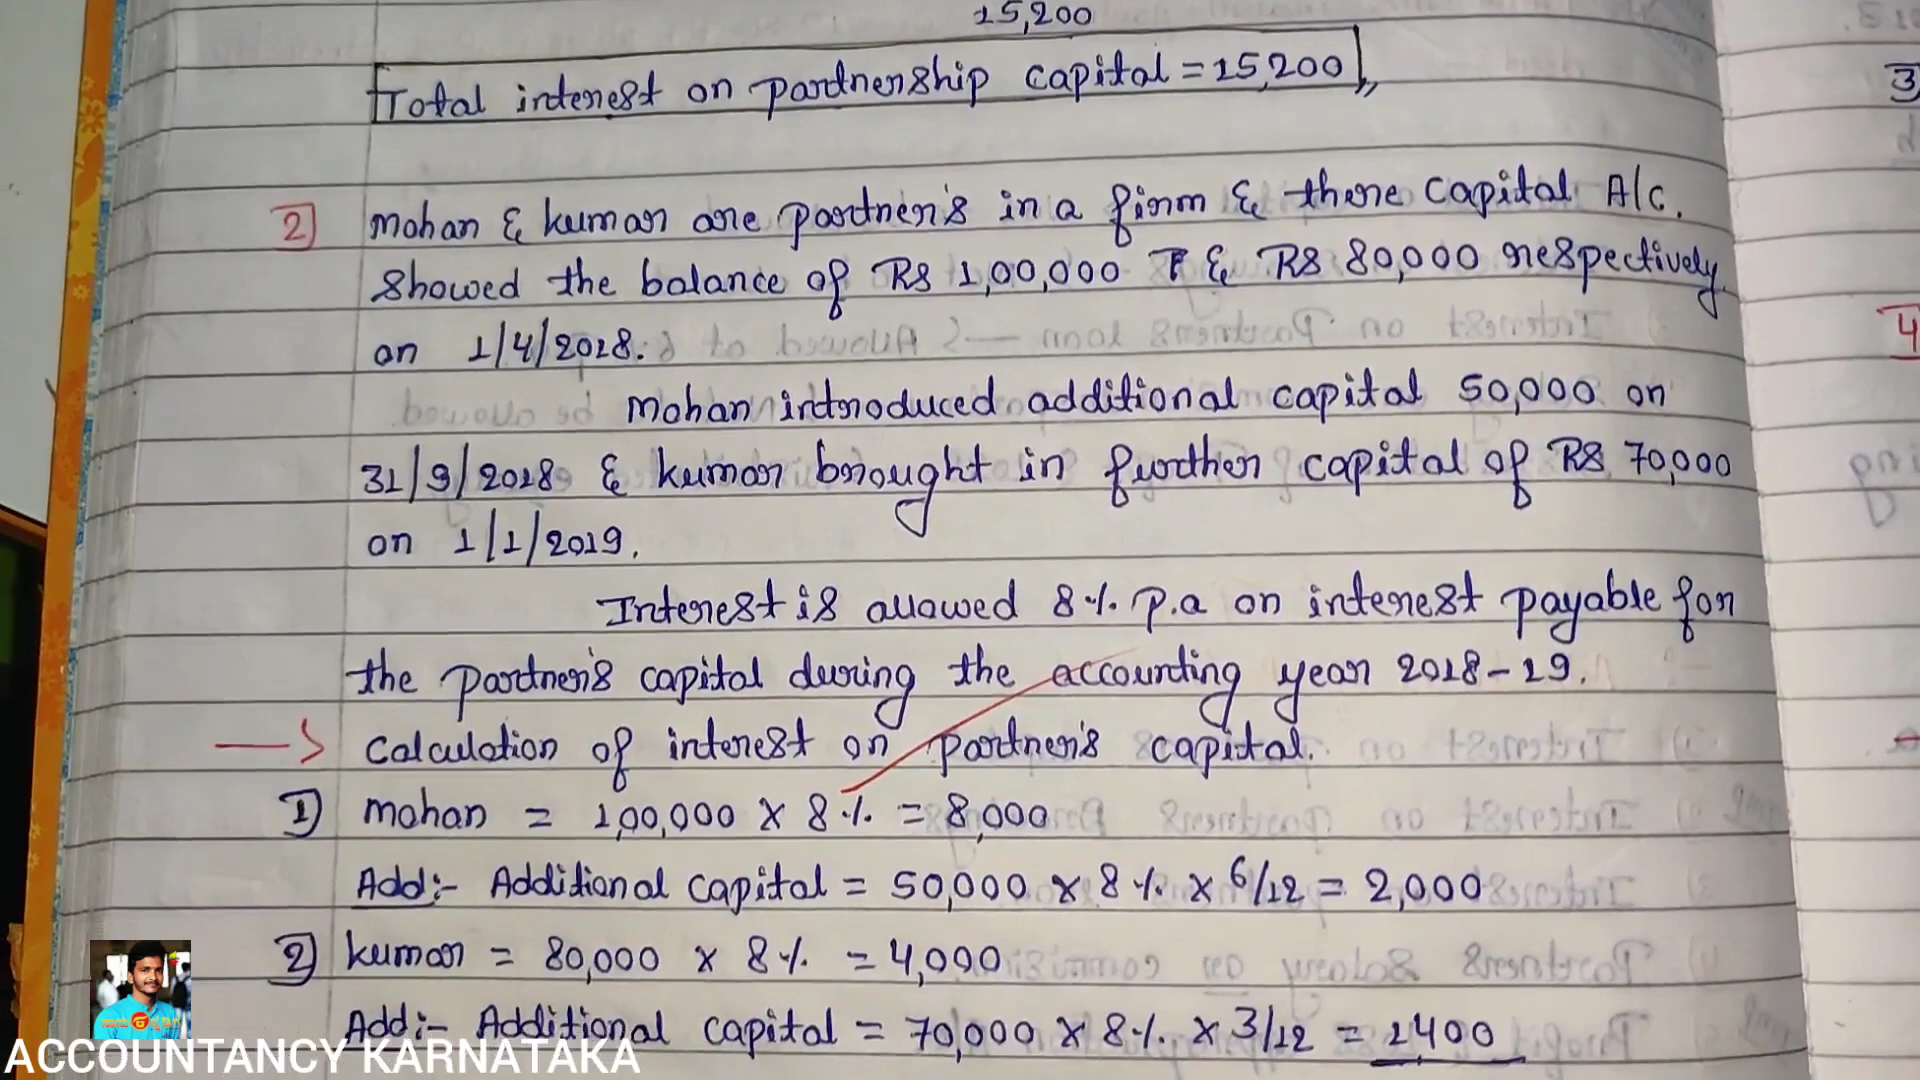 15,200
Total interest on partnership capital = 15,200
2) Mohan & kumar are partner's in a firm & there Capital A/c.
Showed the balance of Rs 1,00,000 & Rs 80,000 respectively
on 1/4/2018.
Mohan introduced additional capital 50,000 on
31/9/2018 & kumar brought in further capital of Rs 70,000
on 1/1/2019.
Interest is allowed 8% p.a on interest payable for
the partner's capital during the accounting year 2018-19.
→ Calculation of interest on partner's capital.
1) Mohan = 1,00,000 x 8% = 8,000
Add:- Additional capital = 50,000 x 8% x 6/12 = 2,000
2) kumar = 80,000 x 8% = 4,000
Add:- Additional capital = 70,000 x 8% x 3/12 = 1400
ACCOUNTANCY KARNATAKA
3
4